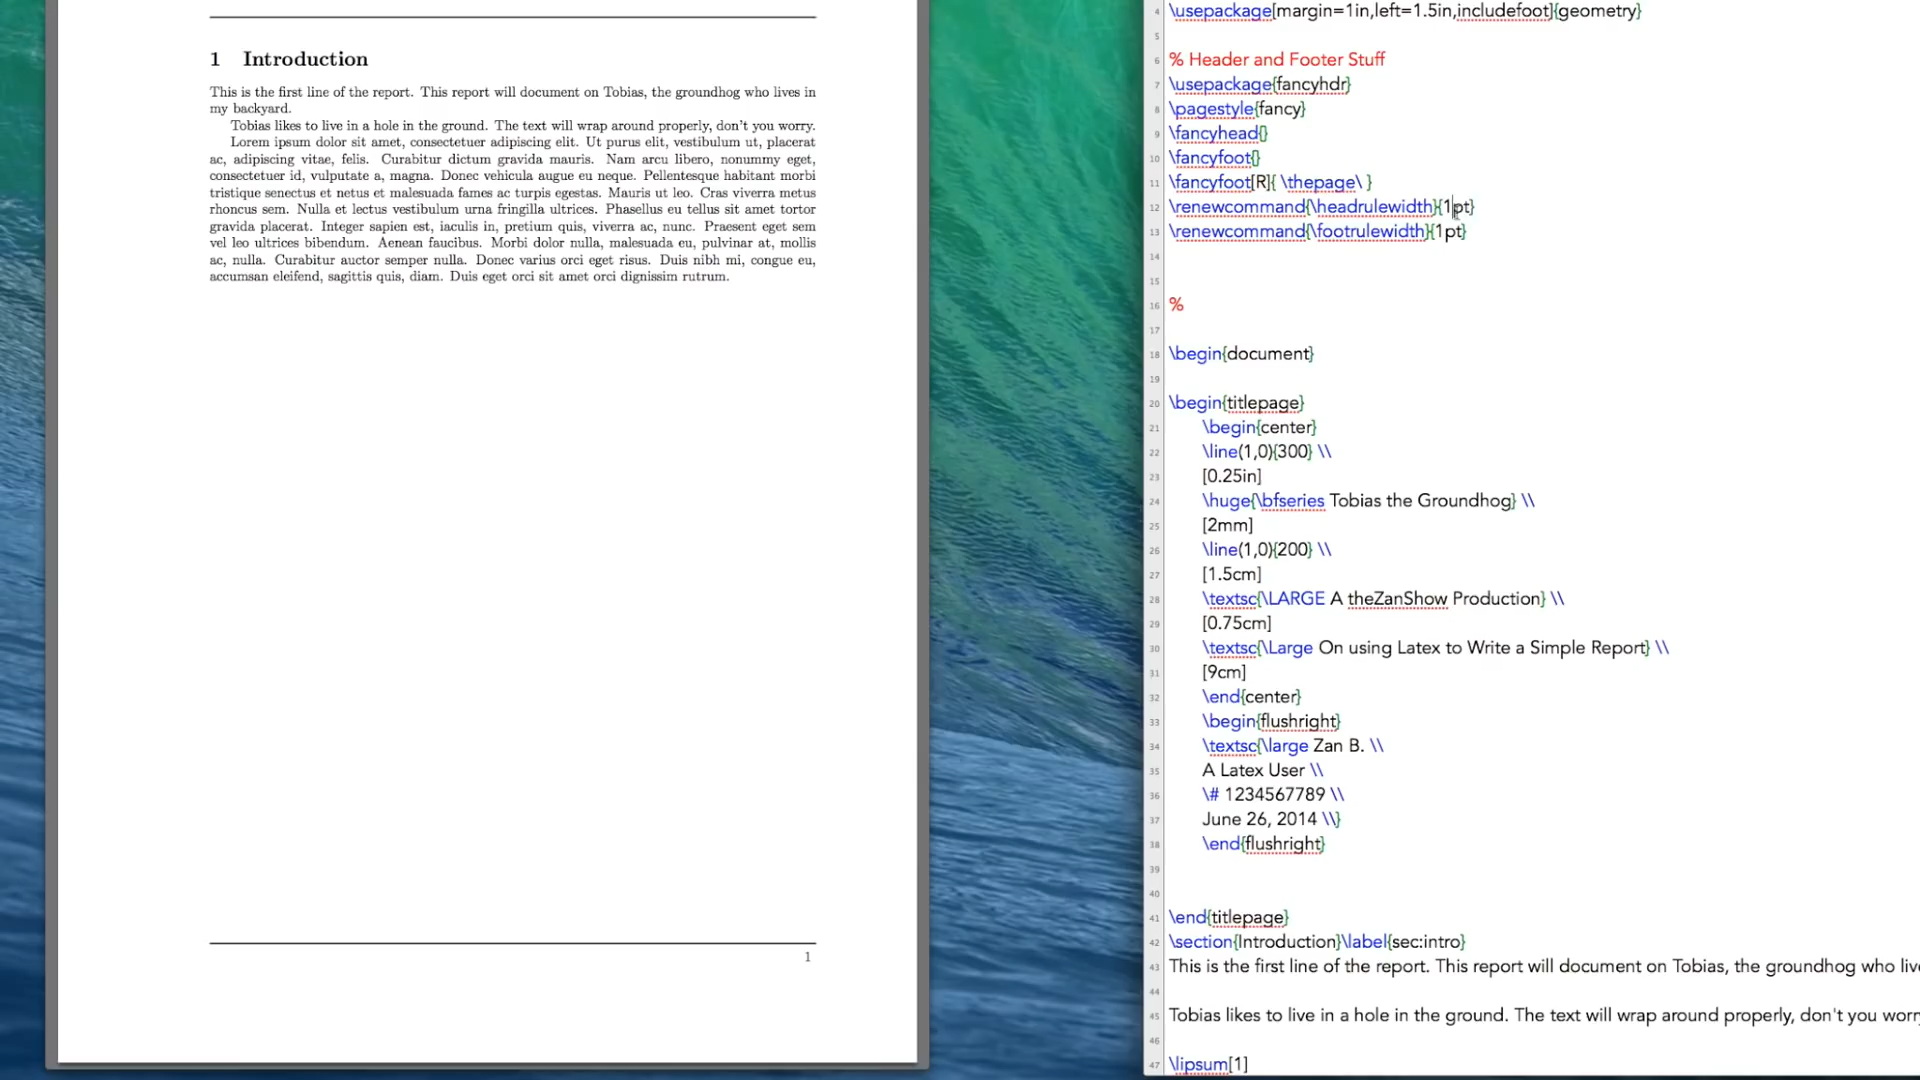 1 Introduction
This is the first line of the report. This report will document on Tobias, the groundhog who lives in
my backyard.
Tobias likes to live in a hole in the ground. The text will wrap around properly, don't you worry.
Lorem ipsum dolor sit amet, consectetuer adipiscing elit. Ut purus elit, vestibulum ut, placerat
ac, adipiscing vitae, felis. Curabitur dictum gravida mauris. Nam arcu libero, nonummy eget,
consectetuer id, vulputate a, magna. Donec vehicula augue eu neque. Pellentesque habitant morbi
tristique senectus et netus et malesuada fames ac turpis egestas. Mauris ut leo. Cras viverra metus
rhoncus sem. Nulla et lectus vestibulum urna fringilla ultrices. Phasellus eu tellus sit amet tortor
gravida placerat. Integer sapien est, iaculis in, pretium quis, viverra ac, nunc. Praesent eget sem
vel leo ultrices bibendum. Aenean faucibus. Morbi dolor nulla, malesuada eu, pulvinar at, mollis
ac, nulla. Curabitur auctor semper nulla. Donec varius orci eget risus. Duis nibh mi, congue eu,
accumsan eleifend, sagittis quis, diam. Duis eget orci sit amet orci dignissim rutrum.
1
4 \usepackage[margin=1in,left=1.5in,includefoot]{geometry}
5
6 % Header and Footer Stuff
7 \usepackage{fancyhdr}
8 \pagestyle{fancy}
9 \fancyhead{}
10 \fancyfoot{}
11 \fancyfoot[R]{ \thepage\ }
12 \renewcommand{\headrulewidth}{1pt}
13 \renewcommand{\footrulewidth}{1pt}
14
15
16 %
17
18 \begin{document}
19
20 \begin{titlepage}
21 \begin{center}
22 \line(1,0){300} \\
23 [0.25in]
24 \huge{\bfseries Tobias the Groundhog} \\
25 [2mm]
26 \line(1,0){200} \\
27 [1.5cm]
28 \textsc{\LARGE A theZanShow Production} \\
29 [0.75cm]
30 \textsc{\Large On using Latex to Write a Simple Report} \\
31 [9cm]
32 \end{center}
33 \begin{flushright}
34 \textsc{\large Zan B. \\
35 A Latex User \\
36 \# 1234567789 \\
37 June 26, 2014 \\}
38 \end{flushright}
39
40
41 \end{titlepage}
42 \section{Introduction}\label{sec:intro}
43 This is the first line of the report. This report will document on Tobias, the groundhog who liv
44
45 Tobias likes to live in a hole in the ground. The text will wrap around properly, don't you worr
46
47 \lipsum[1]